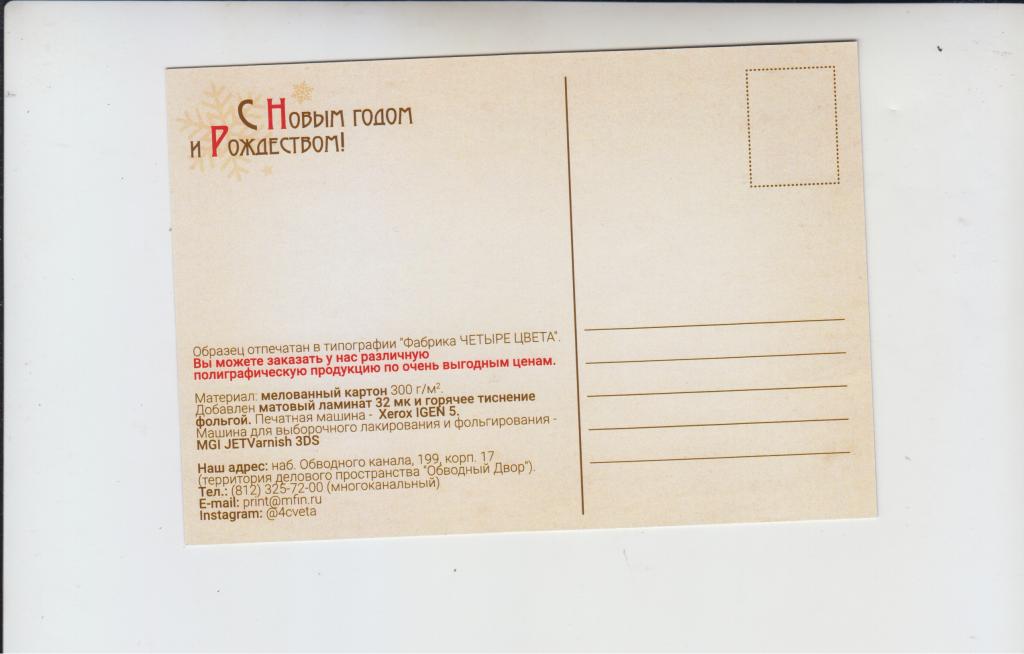 С Новым годом
и Рождеством!
Образец отпечатан в типографии "Фабрика ЧЕТЫРЕ ЦВЕТА".
Вы можете заказать у нас различную
полиграфическую продукцию по очень выгодным ценам.
Материал: мелованный картон 300 г/м².
Добавлен матовый ламинат 32 мк и горячее тиснение
фольгой. Печатная машина - Xerox IGEN 5.
Машина для выборочного лакирования и фольгирования -
MGI JETVarnish 3DS
Наш адрес: наб. Обводного канала, 199, корп. 17
(территория делового пространства "Обводный Двор").
Тел.: (812) 325-72-00 (многоканальный)
E-mail: print@mfin.ru
Instagram: @4cveta